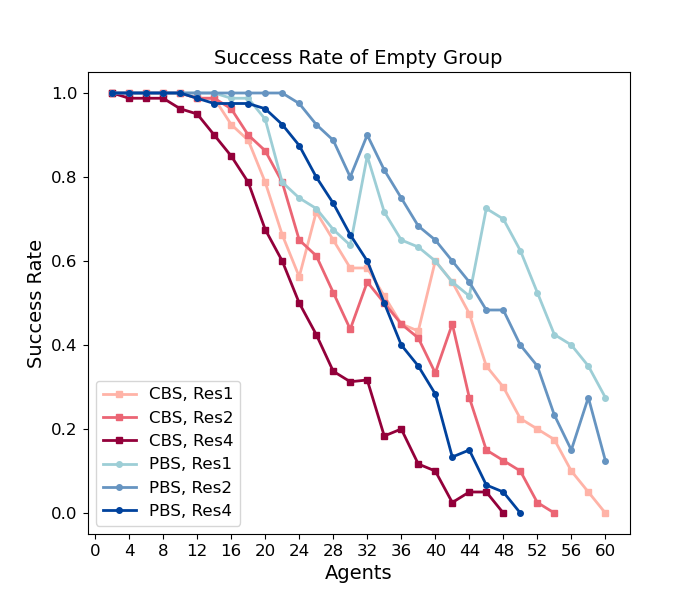 Success Rate of Empty Group
1.0
0.8
0.6
0.4
0.2
0.0
Success Rate
CBS, Res1
CBS, Res2
CBS, Res4
PBS, Res1
PBS, Res2
PBS, Res4
0 4 8 12 16 20 24 28 32 36 40 44 48 52 56 60
Agents